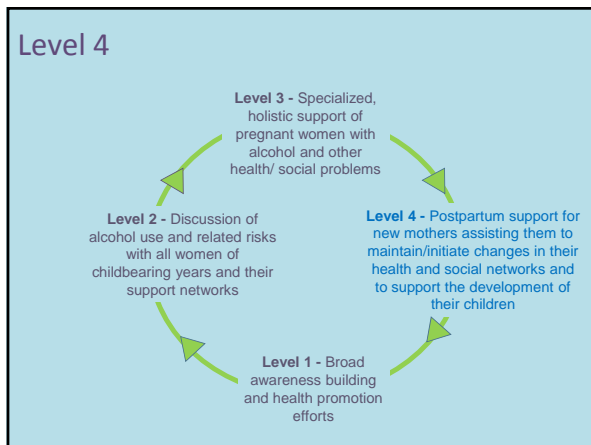 Level 4
Level 3 - Specialized,
holistic support of
pregnant women with
alcohol and other
health/ social problems
Level 2 - Discussion of
alcohol use and related risks
with all women of
childbearing years and their
support networks
Level 4 - Postpartum support for
new mothers assisting them to
maintain/initiate changes in their
health and social networks and
to support the development of
their children
Level 1 - Broad
awareness building
and health promotion
efforts